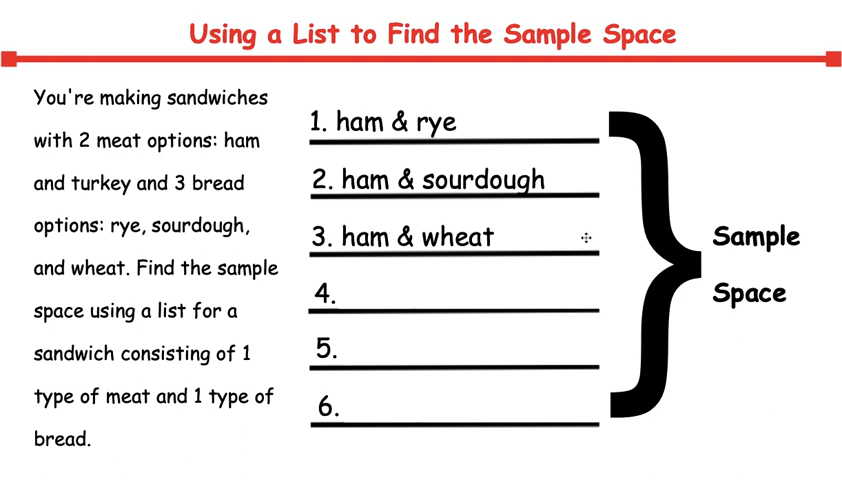 Using a List to Find the Sample Space
You're making sandwiches
with 2 meat options: ham
and turkey and 3 bread
options: rye, sourdough,
and wheat. Find the sample
space using a list for a
sandwich consisting of 1
type of meat and 1 type of
bread.
1. ham & rye
2. ham & sourdough
3. ham & wheat
4.
5.
6.
Sample
Space